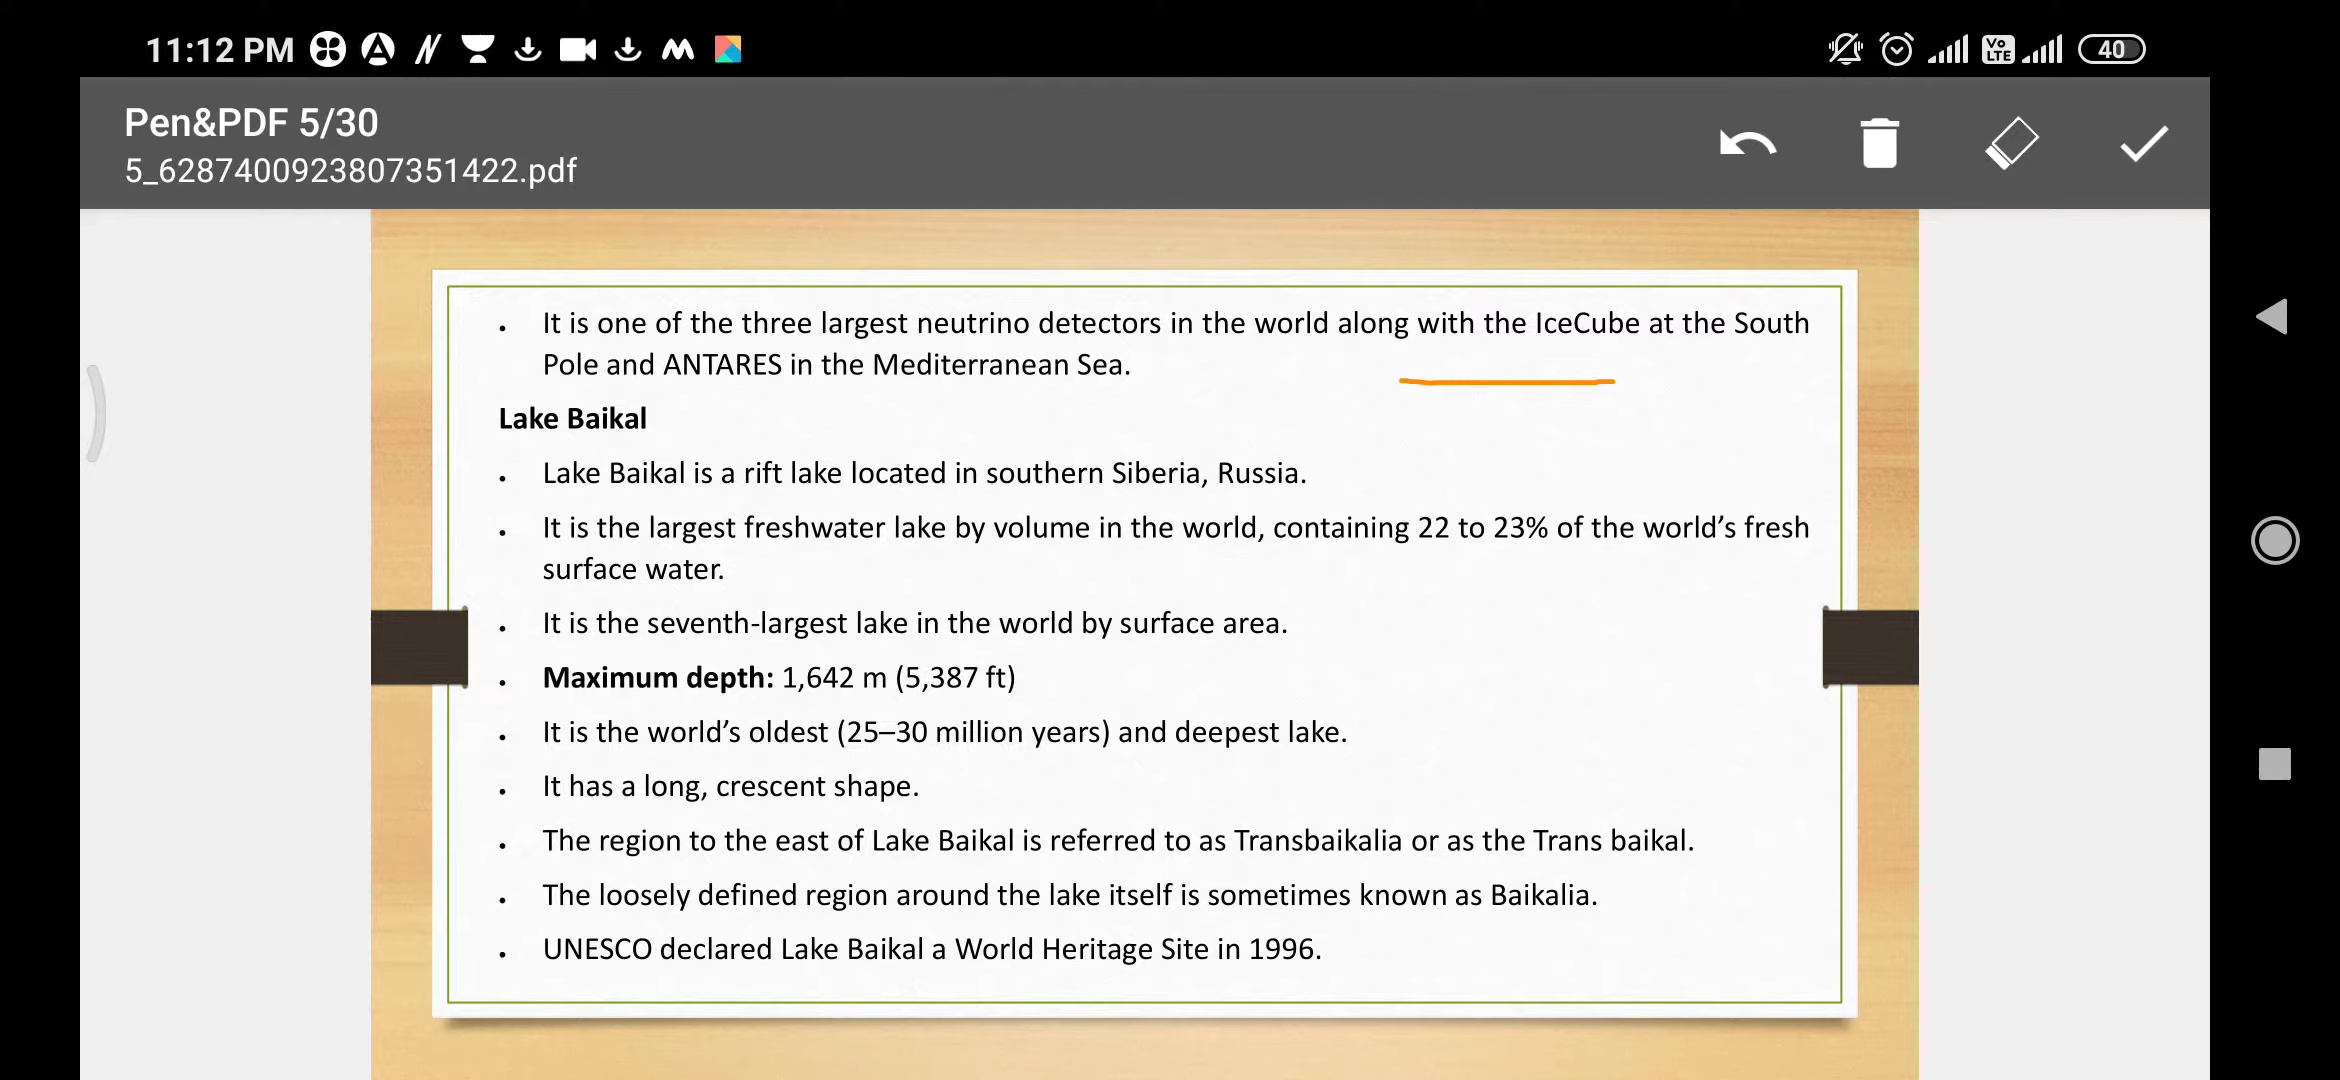 11:12 PM
Vo LTE
40
Pen&PDF 5/30
5_6287400923807351422.pdf
• It is one of the three largest neutrino detectors in the world along with the IceCube at the South
Pole and ANTARES in the Mediterranean Sea.
Lake Baikal
• Lake Baikal is a rift lake located in southern Siberia, Russia.
• It is the largest freshwater lake by volume in the world, containing 22 to 23% of the world’s fresh
surface water.
• It is the seventh-largest lake in the world by surface area.
• Maximum depth: 1,642 m (5,387 ft)
• It is the world’s oldest (25–30 million years) and deepest lake.
• It has a long, crescent shape.
• The region to the east of Lake Baikal is referred to as Transbaikalia or as the Trans baikal.
• The loosely defined region around the lake itself is sometimes known as Baikalia.
• UNESCO declared Lake Baikal a World Heritage Site in 1996.